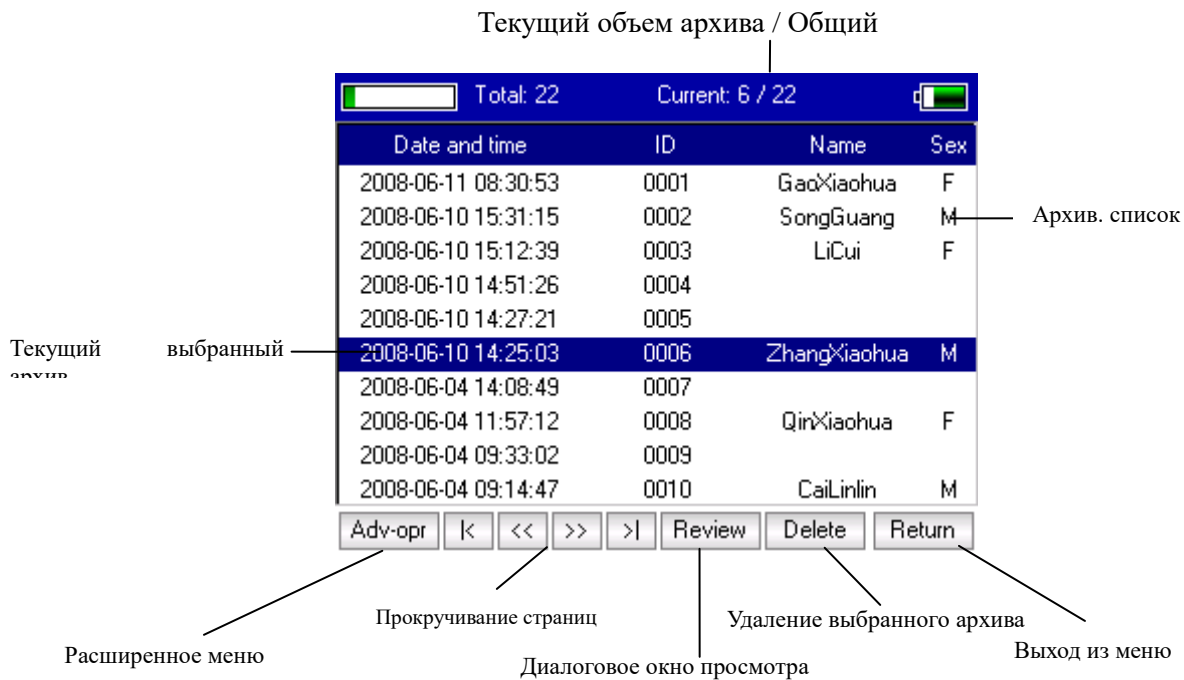 Текущий объем архива / Общий
Total: 22 Current: 6 / 22
Date and time ID Name Sex
2008-06-11 08:30:53 0001 GaoXiaohua F
2008-06-10 15:31:15 0002 SongGuang M
Архив. список
2008-06-10 15:12:39 0003 LiCui F
2008-06-10 14:51:26 0004
2008-06-10 14:27:21 0005
Текущий выбранный
архив
2008-06-10 14:25:03 0006 ZhangXiaohua M
2008-06-04 14:08:49 0007
2008-06-04 11:57:12 0008 QinXiaohua F
2008-06-04 09:33:02 0009
2008-06-04 09:14:47 0010 CaiLinlin M
Adv-opr |< << >> >| Review Delete Return
Прокручивание страниц
Удаление выбранного архива
Расширенное меню
Диалоговое окно просмотра
Выход из меню